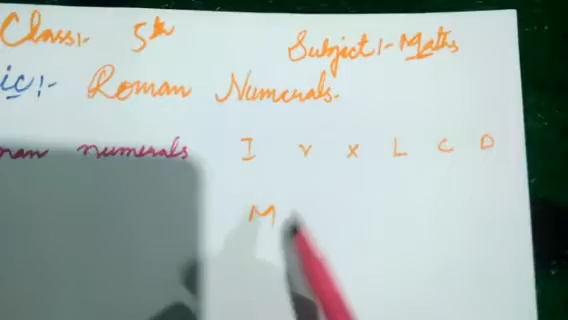 Class:- 5th
Subject:- Maths
ic:- Roman Numerals.
man numerals I V X L C D
M